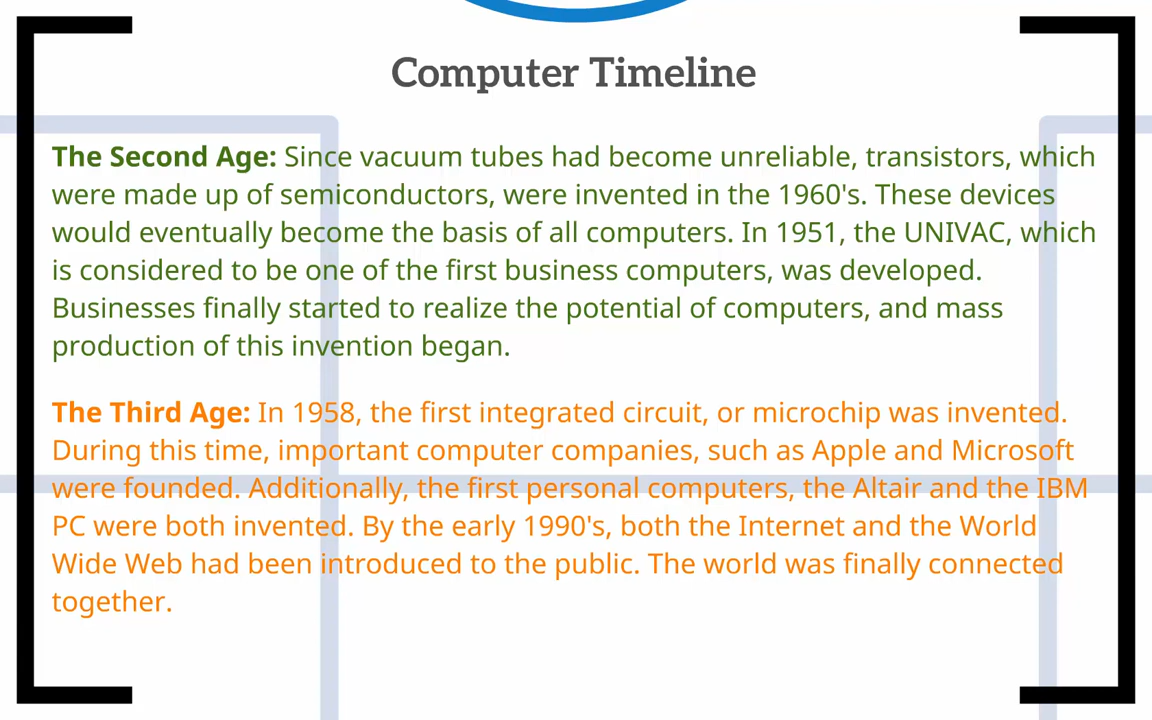 Computer Timeline
The Second Age: Since vacuum tubes had become unreliable, transistors, which
were made up of semiconductors, were invented in the 1960's. These devices
would eventually become the basis of all computers. In 1951, the UNIVAC, which
is considered to be one of the first business computers, was developed.
Businesses finally started to realize the potential of computers, and mass
production of this invention began.
The Third Age: In 1958, the first integrated circuit, or microchip was invented.
During this time, important computer companies, such as Apple and Microsoft
were founded. Additionally, the first personal computers, the Altair and the IBM
PC were both invented. By the early 1990's, both the Internet and the World
Wide Web had been introduced to the public. The world was finally connected
together.